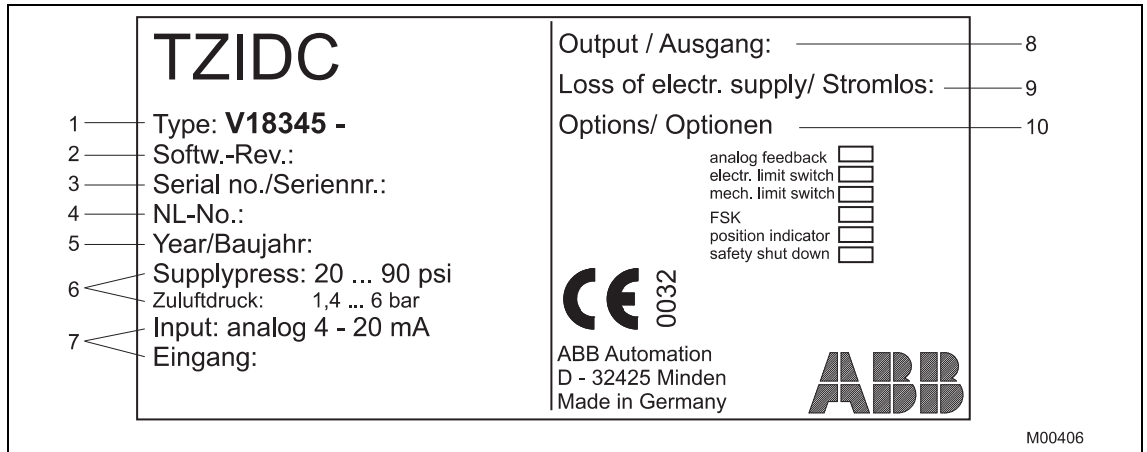 TZIDC
1
Type: V18345 -
2
Softw.-Rev.:
3
Serial no./Seriennr.:
4
NL-No.:
5
Year/Baujahr:
6
Supplypress: 20 ... 90 psi
Zuluftdruck: 1,4 ... 6 bar
7
Input: analog 4 - 20 mA
Eingang:
Output / Ausgang:
8
Loss of electr. supply/ Stromlos:
9
Options/ Optionen
10
analog feedback
electr. limit switch
mech. limit switch
FSK
position indicator
safety shut down
CE
0032
ABB Automation
D - 32425 Minden
Made in Germany
ABB
M00406